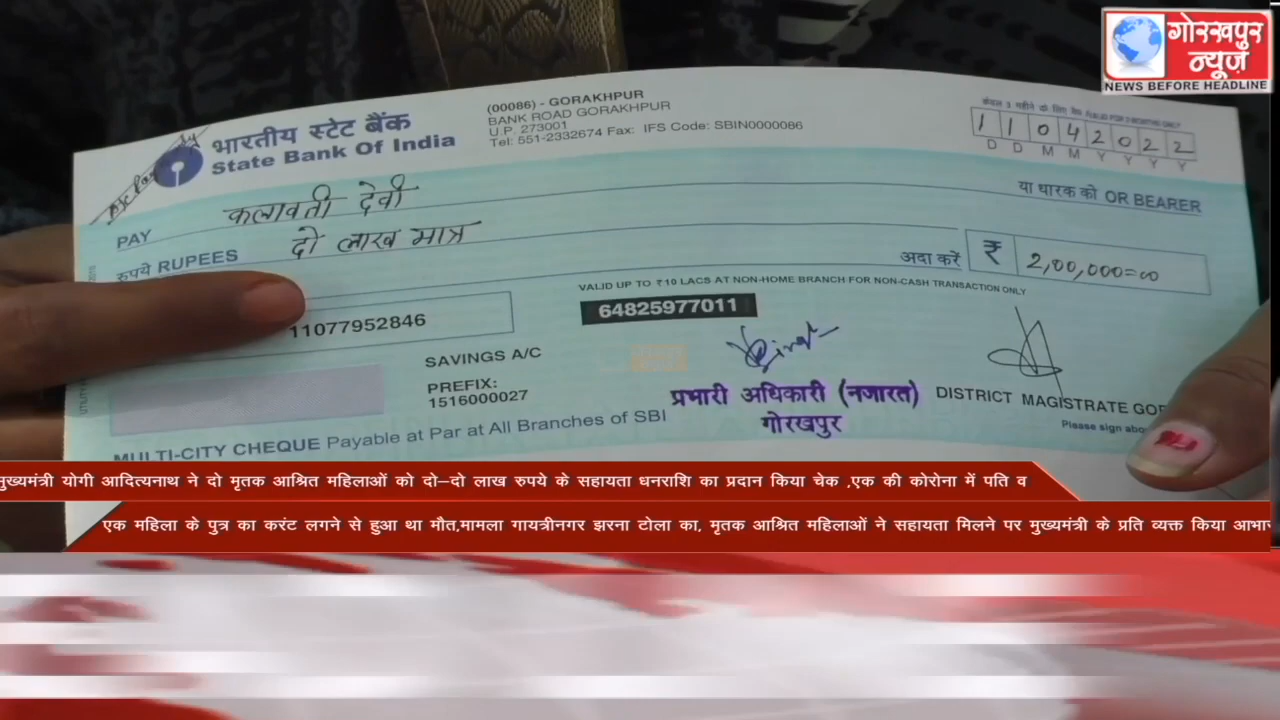 गोरखपुर
न्यूज़
NEWS BEFORE HEADLINE
भारतीय स्टेट बैंक
State Bank Of India
(00086) - GORAKHPUR
BANK ROAD GORAKHPUR
U.P. 273001
Tel: 551-2332674 Fax: IFS Code: SBIN0000086
1 1 0 4 2 0 2 2
D D M M Y Y Y Y
PAY कलावती देवी
या धारक को OR BEARER
रुपये RUPEES दो लाख मात्र
अदा करें ₹ 2,00,000=00
VALID UP TO ₹10 LACS AT NON-HOME BRANCH FOR NON-CASH TRANSACTION ONLY
11077952846
64825977011
SAVINGS A/C
PREFIX:
1516000027
प्रभारी अधिकारी (नजारत)
गोरखपुर
DISTRICT MAGISTRATE GOR
Please sign abo
MULTI-CITY CHEQUE Payable at Par at All Branches of SBI
मुख्यमंत्री योगी आदित्यनाथ ने दो मृतक आश्रित महिलाओं को दो–दो लाख रुपये के सहायता धनराशि का प्रदान किया चेक ,एक की कोरोना में पति व
एक महिला के पुत्र का करंट लगने से हुआ था मौत,मामला गायत्रीनगर झरना टोला का, मृतक आश्रित महिलाओं ने सहायता मिलने पर मुख्यमंत्री के प्रति व्यक्त किया आभार